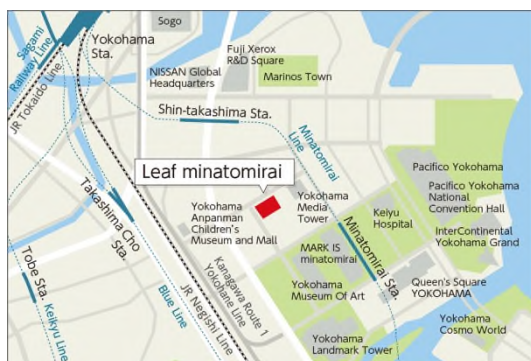 Sogo
Yokohama
Sta.
Sagami
Railway Line
Fuji Xerox
R&D Square
NISSAN Global
Headquarters
Marinos Town
JR Tokaido Line
Shin-takashima Sta.
Minatomirai
Line
Leaf minatomirai
Pacifico Yokohama
Takashima Cho
Sta.
Yokohama
Anpanman
Children's
Museum and Mall
Yokohama
Media
Tower
Keiyu
Hospital
Pacifico Yokohama
National
Convention Hall
MARK IS
minatomirai
Minatomirai Sta.
InterContinental
Yokohama Grand
Tobe Sta.
Keikyu Line
Blue Line
JR Negishi Line
Kanagawa Route 1
Yokohane Line
Yokohama
Museum Of Art
Queen's Square
YOKOHAMA
Yokohama
Landmark Tower
Yokohama
Cosmo World